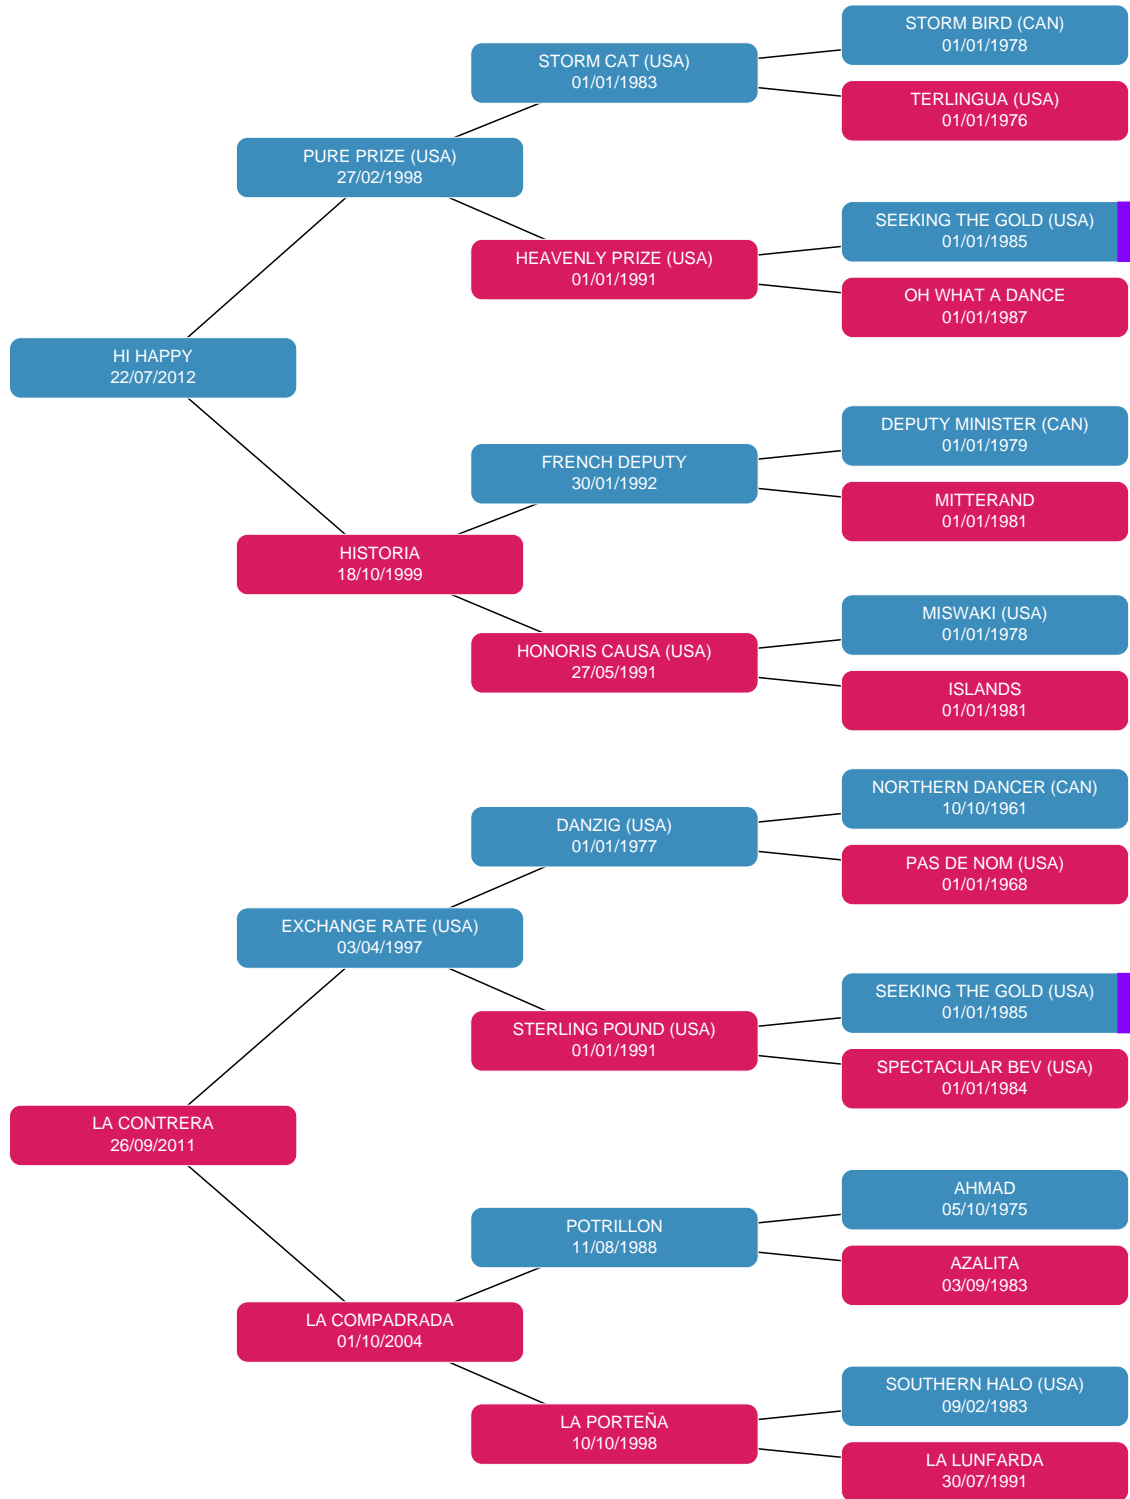 STORM BIRD (CAN)
01/01/1978
STORM CAT (USA)
01/01/1983
TERLINGUA (USA)
01/01/1976
PURE PRIZE (USA)
27/02/1998
SEEKING THE GOLD (USA)
01/01/1985
HEAVENLY PRIZE (USA)
01/01/1991
OH WHAT A DANCE
01/01/1987
HI HAPPY
22/07/2012
DEPUTY MINISTER (CAN)
01/01/1979
FRENCH DEPUTY
30/01/1992
MITTERAND
01/01/1981
HISTORIA
18/10/1999
MISWAKI (USA)
01/01/1978
HONORIS CAUSA (USA)
27/05/1991
ISLANDS
01/01/1981
NORTHERN DANCER (CAN)
10/10/1961
DANZIG (USA)
01/01/1977
PAS DE NOM (USA)
01/01/1968
EXCHANGE RATE (USA)
03/04/1997
SEEKING THE GOLD (USA)
01/01/1985
STERLING POUND (USA)
01/01/1991
SPECTACULAR BEV (USA)
01/01/1984
LA CONTRERA
26/09/2011
AHMAD
05/10/1975
POTRILLON
11/08/1988
AZALITA
03/09/1983
LA COMPADRADA
01/10/2004
SOUTHERN HALO (USA)
09/02/1983
LA PORTEÑA
10/10/1998
LA LUNFARDA
30/07/1991